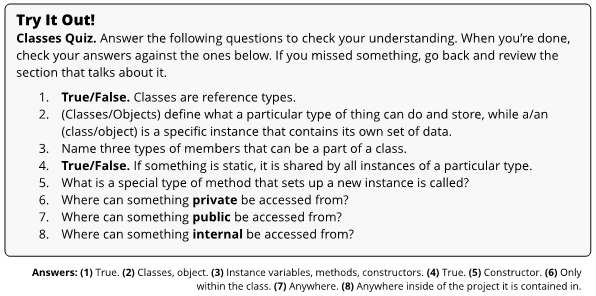 Try It Out!
Classes Quiz. Answer the following questions to check your understanding. When you're done,
check your answers against the ones below. If you missed something, go back and review the
section that talks about it.
1. True/False. Classes are reference types.
2. (Classes/Objects) define what a particular type of thing can do and store, while a/an
(class/object) is a specific instance that contains its own set of data.
3. Name three types of members that can be a part of a class.
4. True/False. If something is static, it is shared by all instances of a particular type.
5. What is a special type of method that sets up a new instance is called?
6. Where can something private be accessed from?
7. Where can something public be accessed from?
8. Where can something internal be accessed from?
Answers: (1) True. (2) Classes, object. (3) Instance variables, methods, constructors. (4) True. (5) Constructor. (6) Only
within the class. (7) Anywhere. (8) Anywhere inside of the project it is contained in.